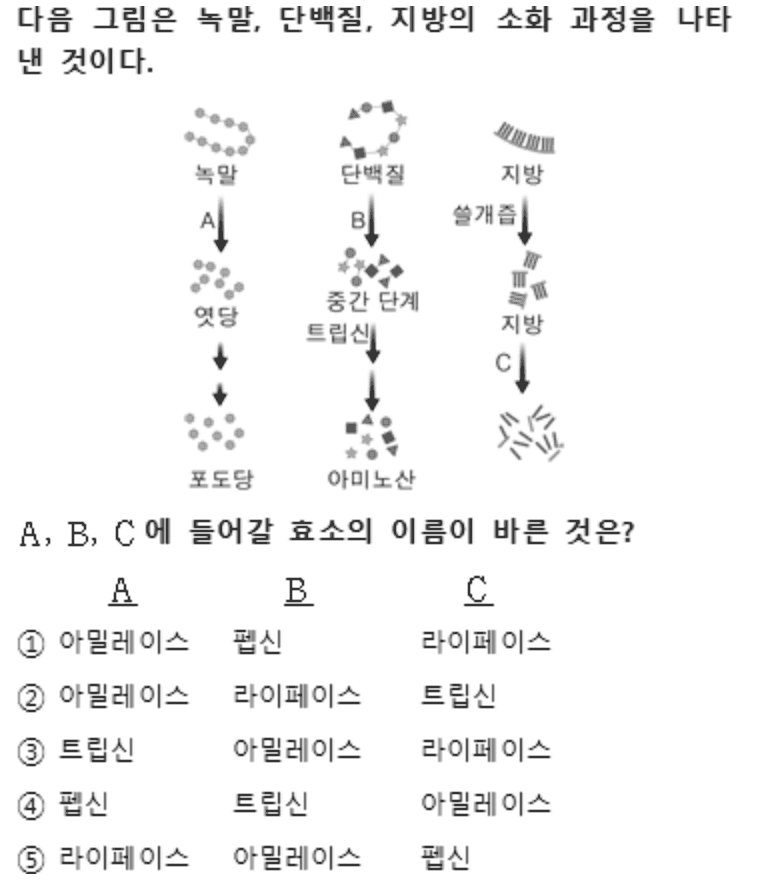 다음 그림은 녹말, 단백질, 지방의 소화 과정을 나타
낸 것이다.
녹말 단백질 지방
A B 쓸개즙
엿당 중간 단계 지방
트립신 C
포도당 아미노산
A, B, C에 들어갈 효소의 이름이 바른 것은?
A B C
① 아밀레이스 펩신 라이페이스
② 아밀레이스 라이페이스 트립신
③ 트립신 아밀레이스 라이페이스
④ 펩신 트립신 아밀레이스
⑤ 라이페이스 아밀레이스 펩신